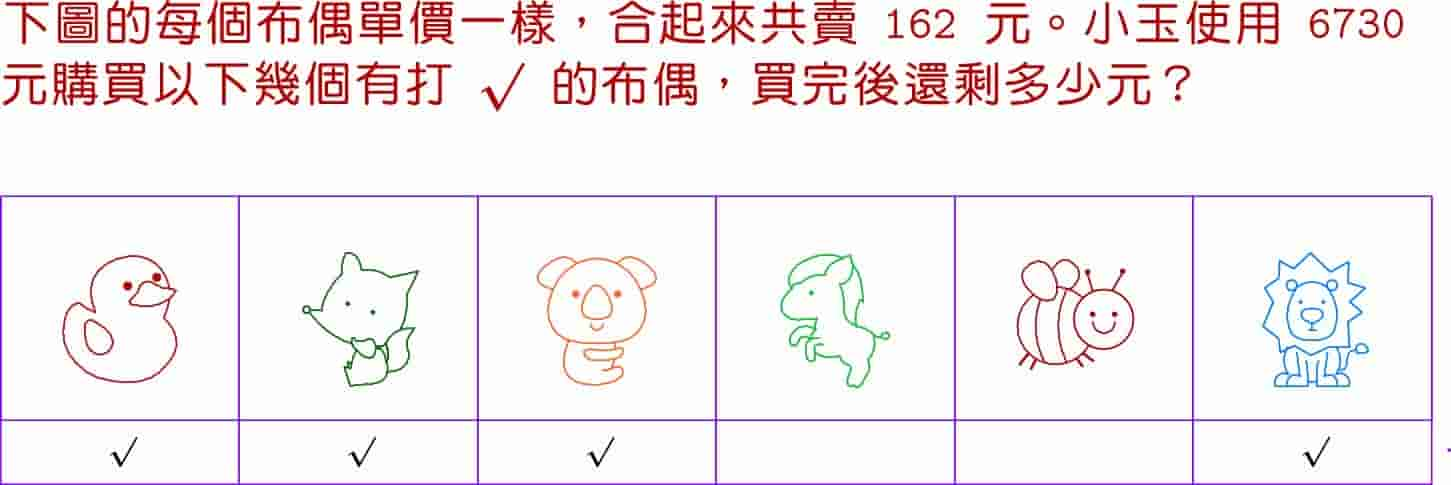 下圖的每個布偶單價一樣，合起來共賣 162 元。小玉使用 6730
元購買以下幾個有打 √ 的布偶，買完後還剩多少元？
√ √ √ √